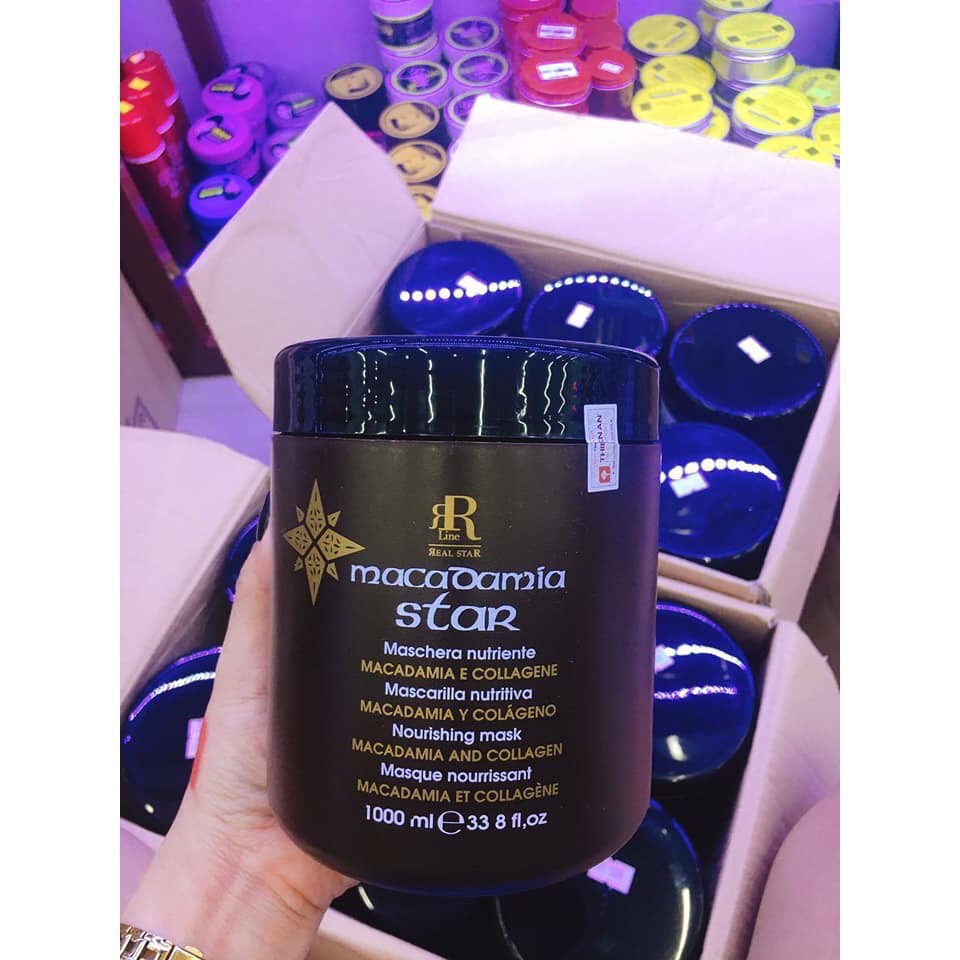 RR
Line
REAL STAR
macadamia
star
Maschera nutriente
MACADAMIA E COLLAGENE
Mascarilla nutritiva
MACADAMIA Y COLÁGENO
Nourishing mask
MACADAMIA AND COLLAGEN
Masque nourrissant
MACADAMIA ET COLLAGÈNE
1000 ml e 33 8 fl,oz
THIENAN